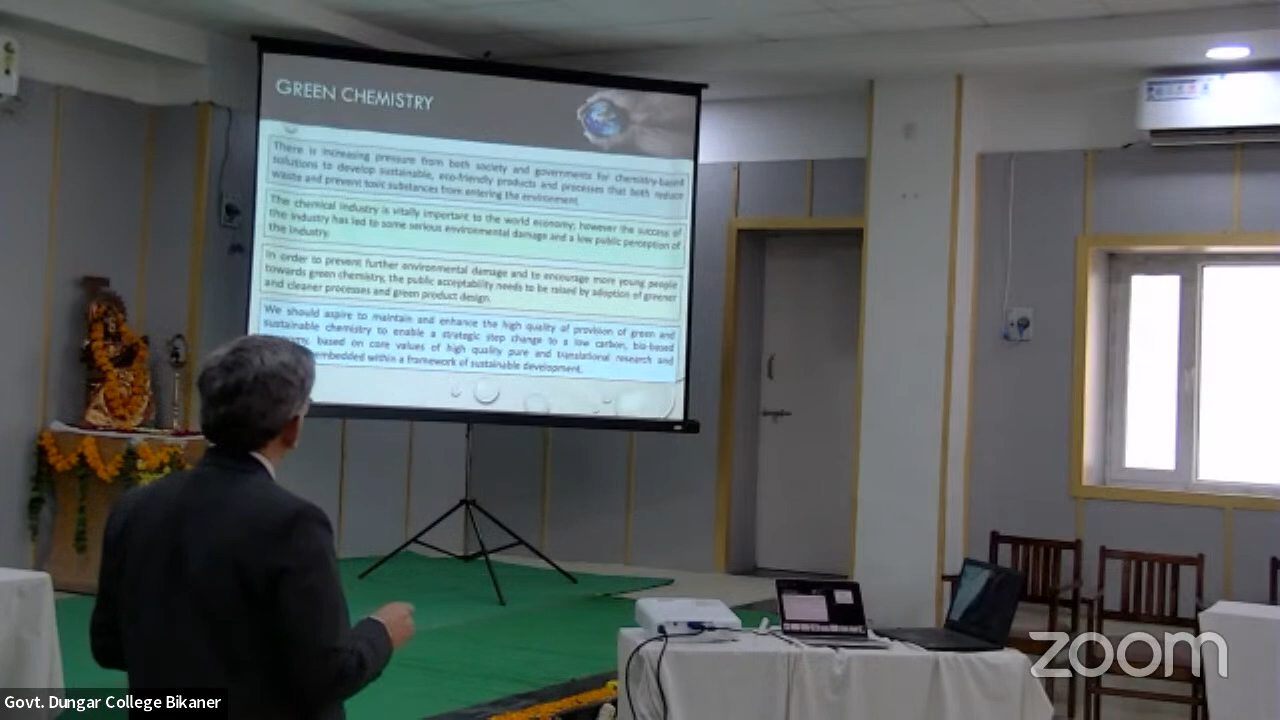 GREEN CHEMISTRY
There is increasing pressure from both society and governments for chemistry-based
solutions to develop sustainable, eco-friendly products and processes that both reduce
waste and prevent toxic substances from entering the environment.
The chemical industry is vitally important to the world economy; however the success of
the industry has led to some serious environmental damage and a low public perception of
the industry.
In order to prevent further environmental damage and to encourage more young people
towards green chemistry, the public acceptability needs to be raised by adoption of greener
and cleaner processes and green product design.
We should aspire to maintain and enhance the high quality of provision of green and
sustainable chemistry to enable a strategic step change to a low carbon, bio-based
based on core values of high quality pure and translational research and
embedded within a framework of sustainable development.
zoom
Govt. Dungar College Bikaner